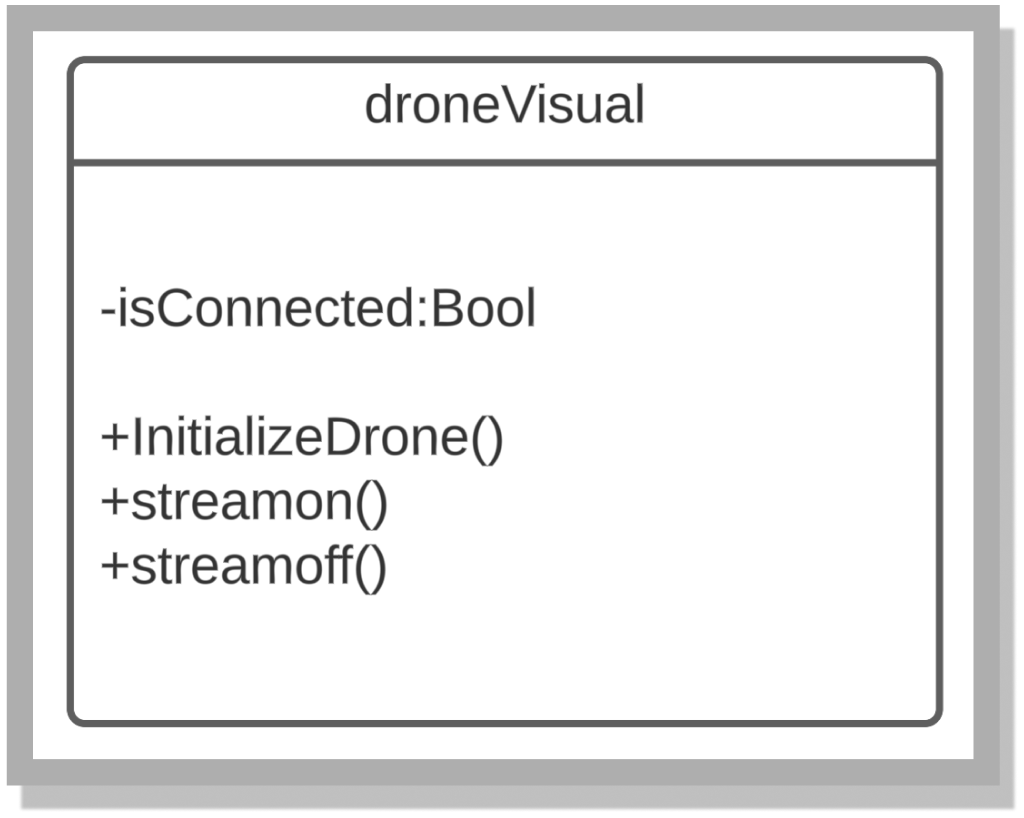 droneVisual
-isConnected:Bool
+InitializeDrone()
+streamon()
+streamoff()